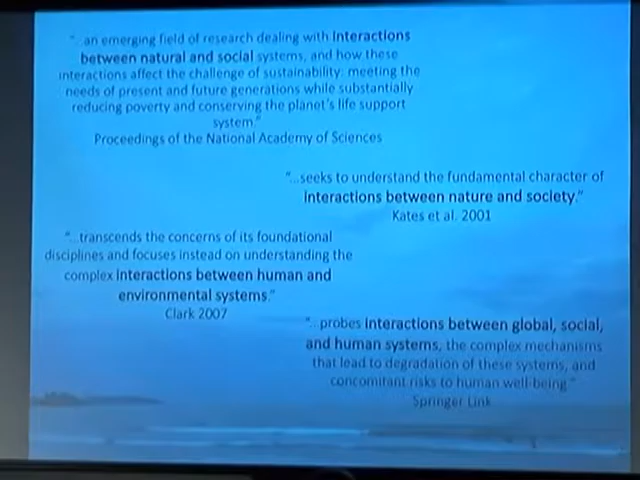 "...an emerging field of research dealing with interactions
between natural and social systems, and how these
interactions affect the challenge of sustainability: meeting the
needs of present and future generations while substantially
reducing poverty and conserving the planet's life support
system."
Proceedings of the National Academy of Sciences
"...seeks to understand the fundamental character of
interactions between nature and society."
Kates et al. 2001
"...transcends the concerns of its foundational
disciplines and focuses instead on understanding the
complex interactions between human and
environmental systems."
Clark 2007
"...probes interactions between global, social,
and human systems, the complex mechanisms
that lead to degradation of these systems, and
concomitant risks to human well-being."
Springer Link